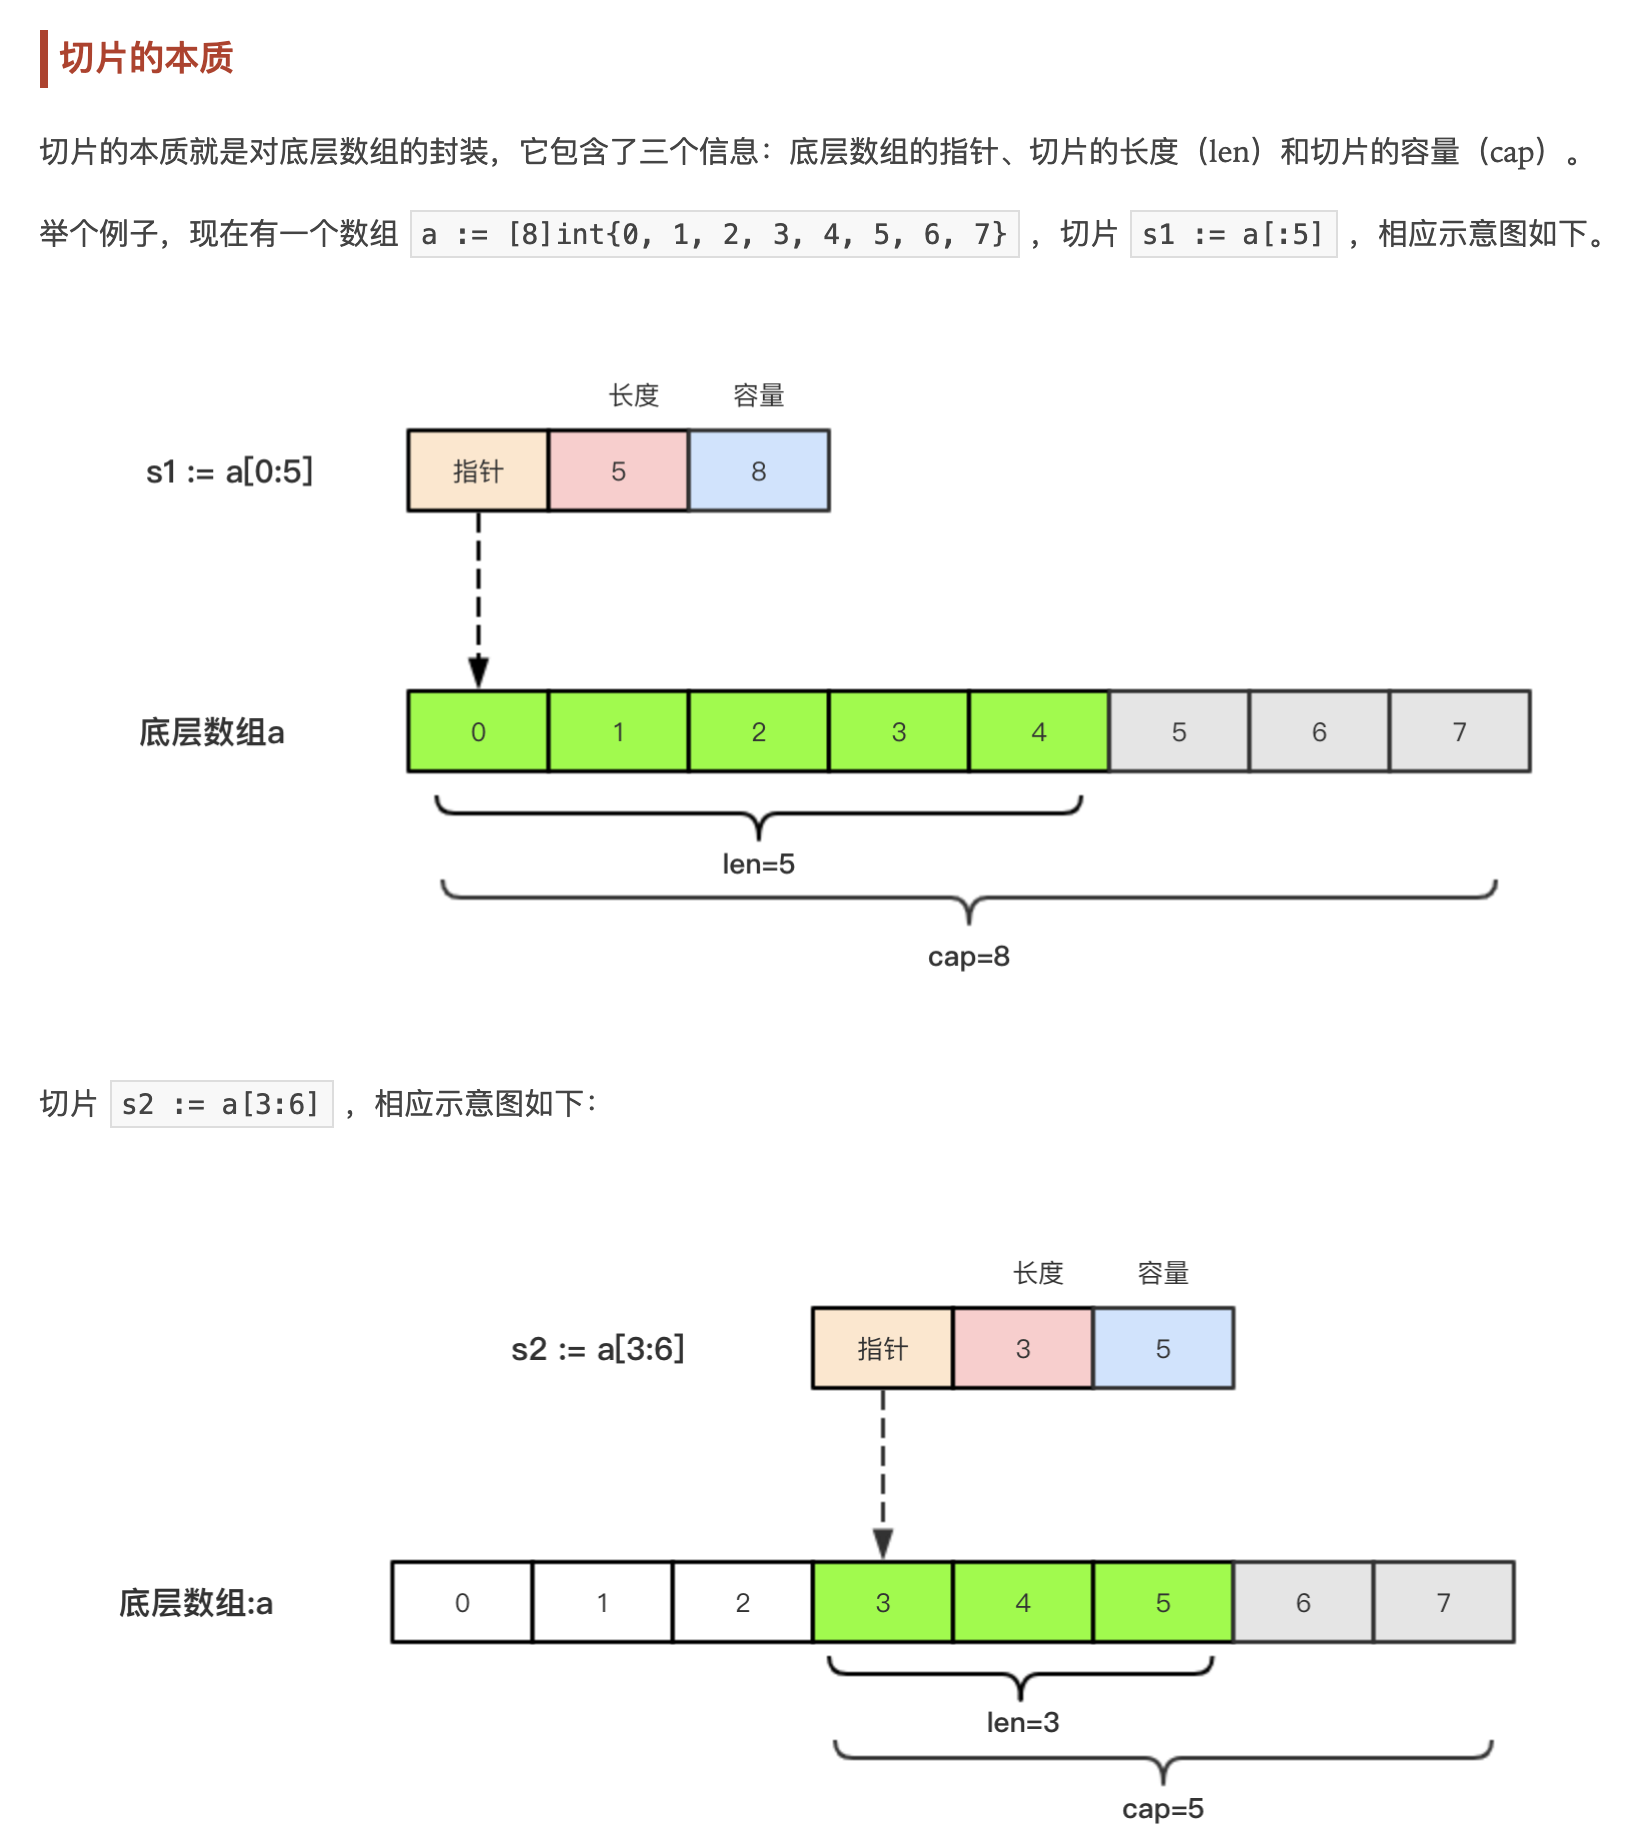 切片的本质
切片的本质就是对底层数组的封装，它包含了三个信息：底层数组的指针、切片的长度（len）和切片的容量（cap）。
举个例子，现在有一个数组 a := [8]int{0, 1, 2, 3, 4, 5, 6, 7} ，切片 s1 := a[:5] ，相应示意图如下。
长度 容量
s1 := a[0:5] 指针 5 8
底层数组a 0 1 2 3 4 5 6 7
len=5
cap=8
切片 s2 := a[3:6] ，相应示意图如下：
长度 容量
s2 := a[3:6] 指针 3 5
底层数组:a 0 1 2 3 4 5 6 7
len=3
cap=5